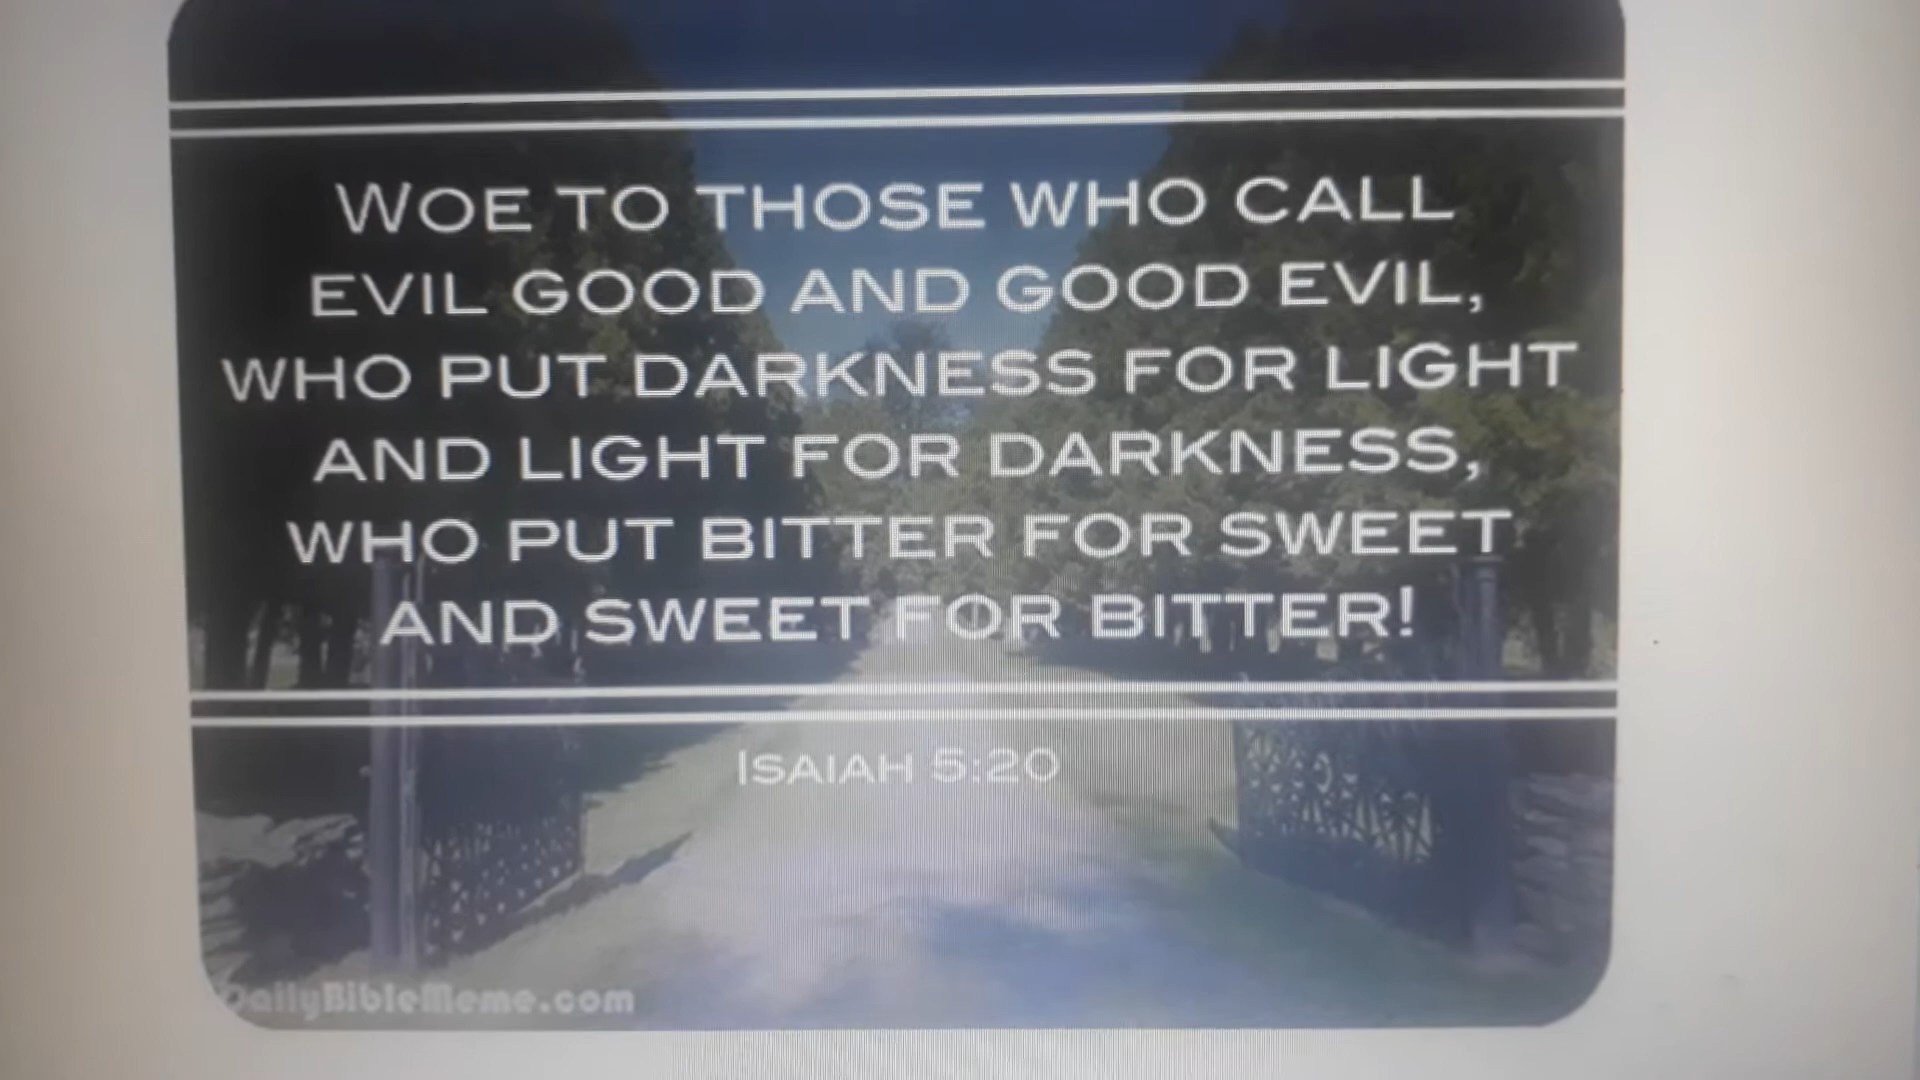 Woe to those who call
evil good and good evil,
who put darkness for light
and light for darkness,
who put bitter for sweet
and sweet for bitter!
Isaiah 5:20
DailyBibleMeme.com